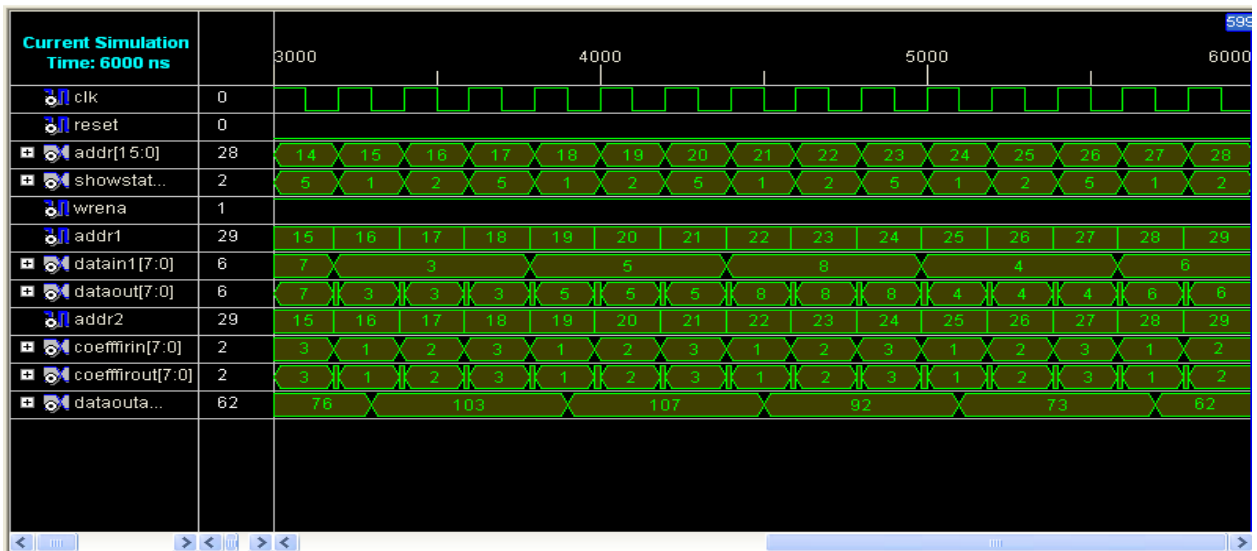 599
Current Simulation
Time: 6000 ns
3000 4000 5000 6000
clk 0
reset 0
addr[15:0] 28 14 15 16 17 18 19 20 21 22 23 24 25 26 27 28
showstat... 2 5 1 2 5 1 2 5 1 2 5 1 2 5 1 2
wrena 1
addr1 29 15 16 17 18 19 20 21 22 23 24 25 26 27 28 29
datain1[7:0] 6 7 3 5 8 4 6
dataout[7:0] 6 7 3 3 3 5 5 5 8 8 8 4 4 4 6 6
addr2 29 15 16 17 18 19 20 21 22 23 24 25 26 27 28 29
coefffirin[7:0] 2 3 1 2 3 1 2 3 1 2 3 1 2 3 1 2
coefffirout[7:0] 2 3 1 2 3 1 2 3 1 2 3 1 2 3 1 2
dataouta... 62 76 103 107 92 73 62